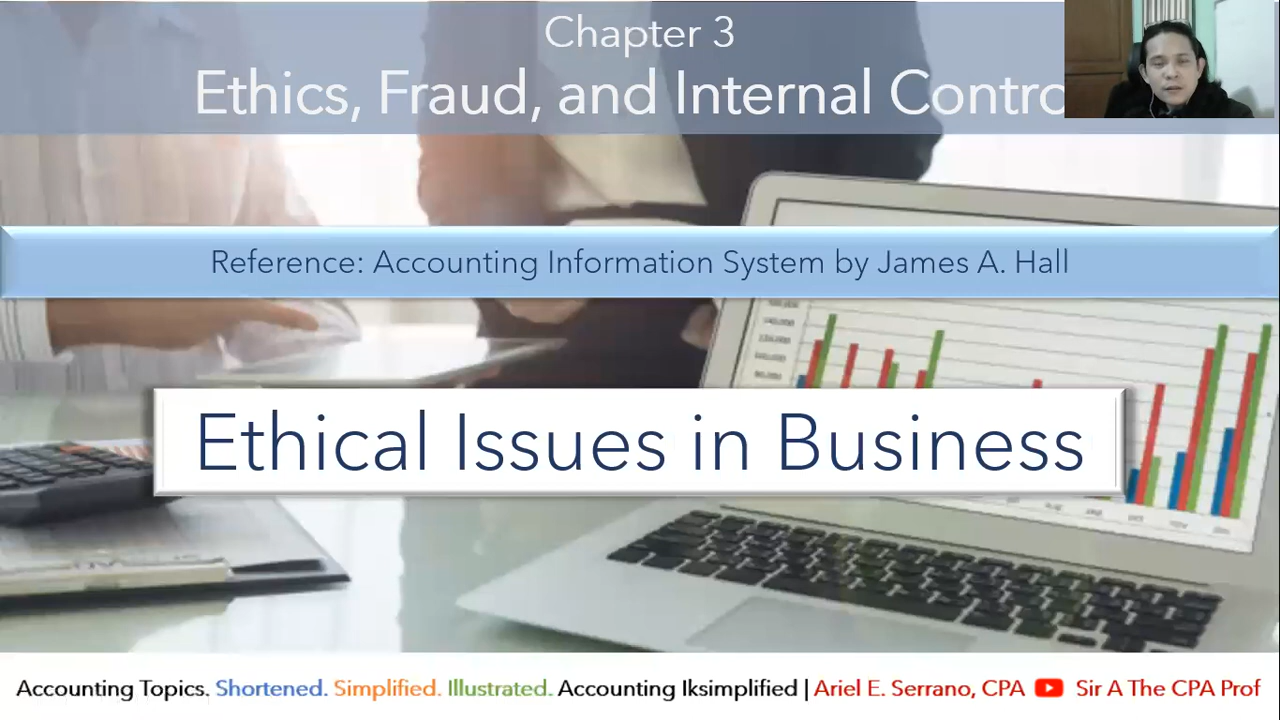 Chapter 3
Ethics, Fraud, and Internal Contro
Reference: Accounting Information System by James A. Hall
Ethical Issues in Business
Accounting Topics. Shortened. Simplified. Illustrated. Accounting Iksimplified | Ariel E. Serrano, CPA Sir A The CPA Prof